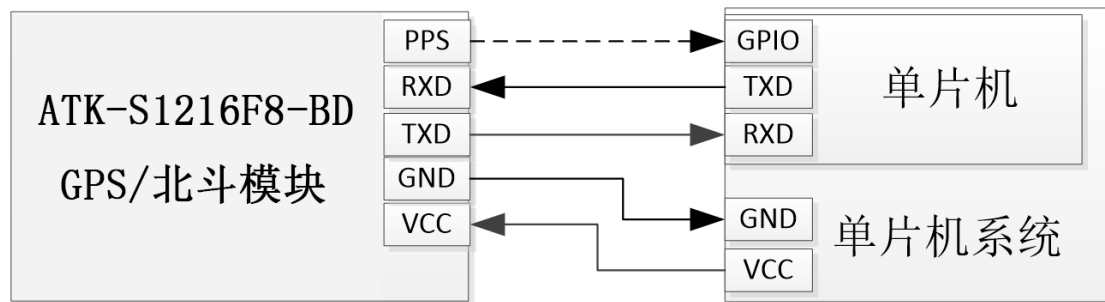 ATK-S1216F8-BD
GPS/北斗模块
PPS
RXD
TXD
GND
VCC
GPIO
TXD
RXD
单片机
GND
VCC
单片机系统